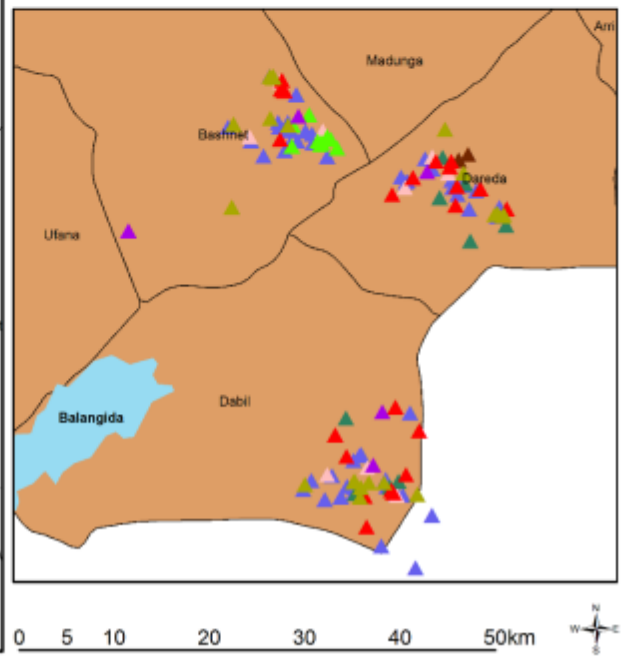 Arri
Madunga
Bashnet
Dareda
Ufana
Dabil
Balangida
N
W E
S
0 5 10 20 30 40 50km